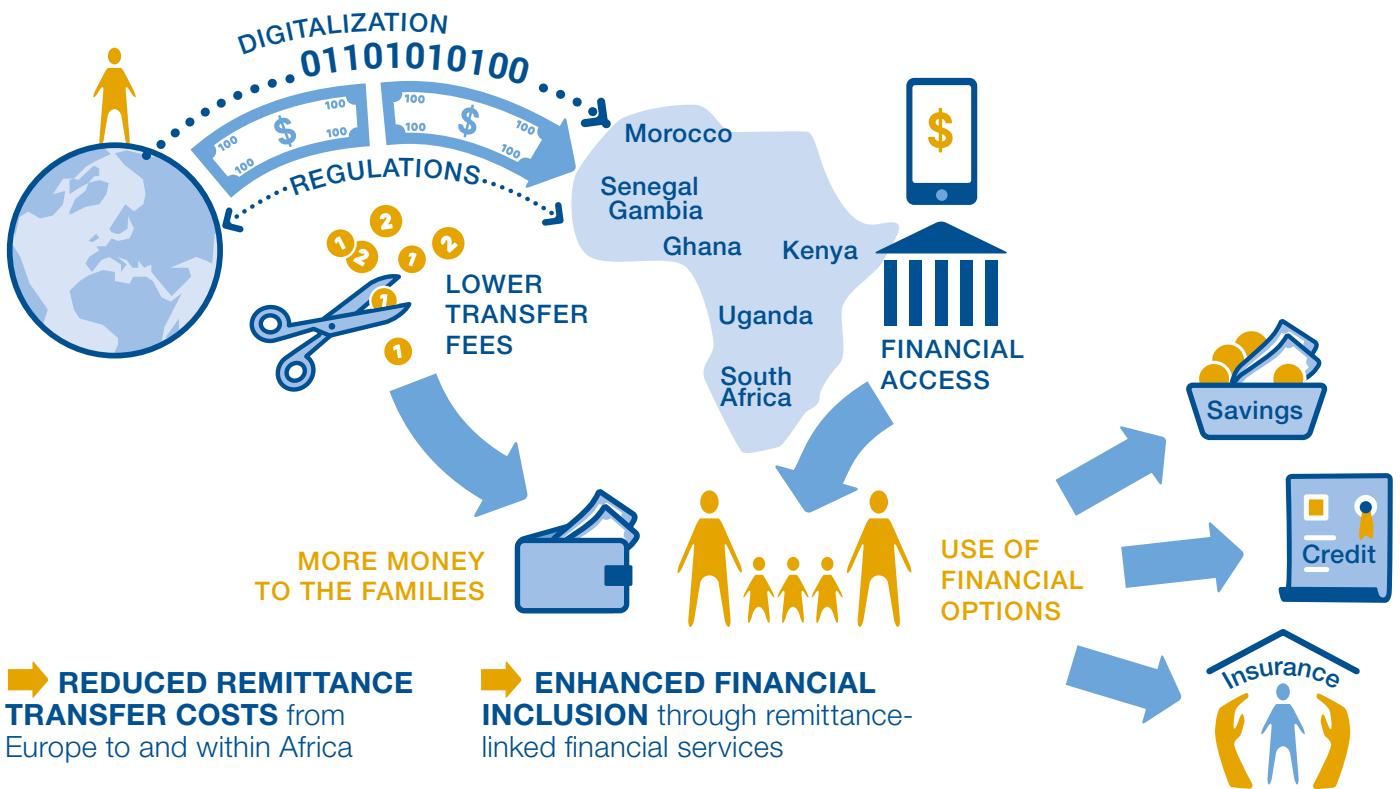 DIGITALIZATION
01101010100
100 100
100 100
$
100 100
100 100
$
REGULATIONS
Morocco
Senegal
Gambia
Ghana
Kenya
Uganda
South
Africa
$
1 2 2 1 2
1
1
LOWER
TRANSFER
FEES
FINANCIAL
ACCESS
MORE MONEY
TO THE FAMILIES
USE OF
FINANCIAL
OPTIONS
Savings
Credit
Insurance
REDUCED REMITTANCE
TRANSFER COSTS from
Europe to and within Africa
ENHANCED FINANCIAL
INCLUSION through remittance-
linked financial services